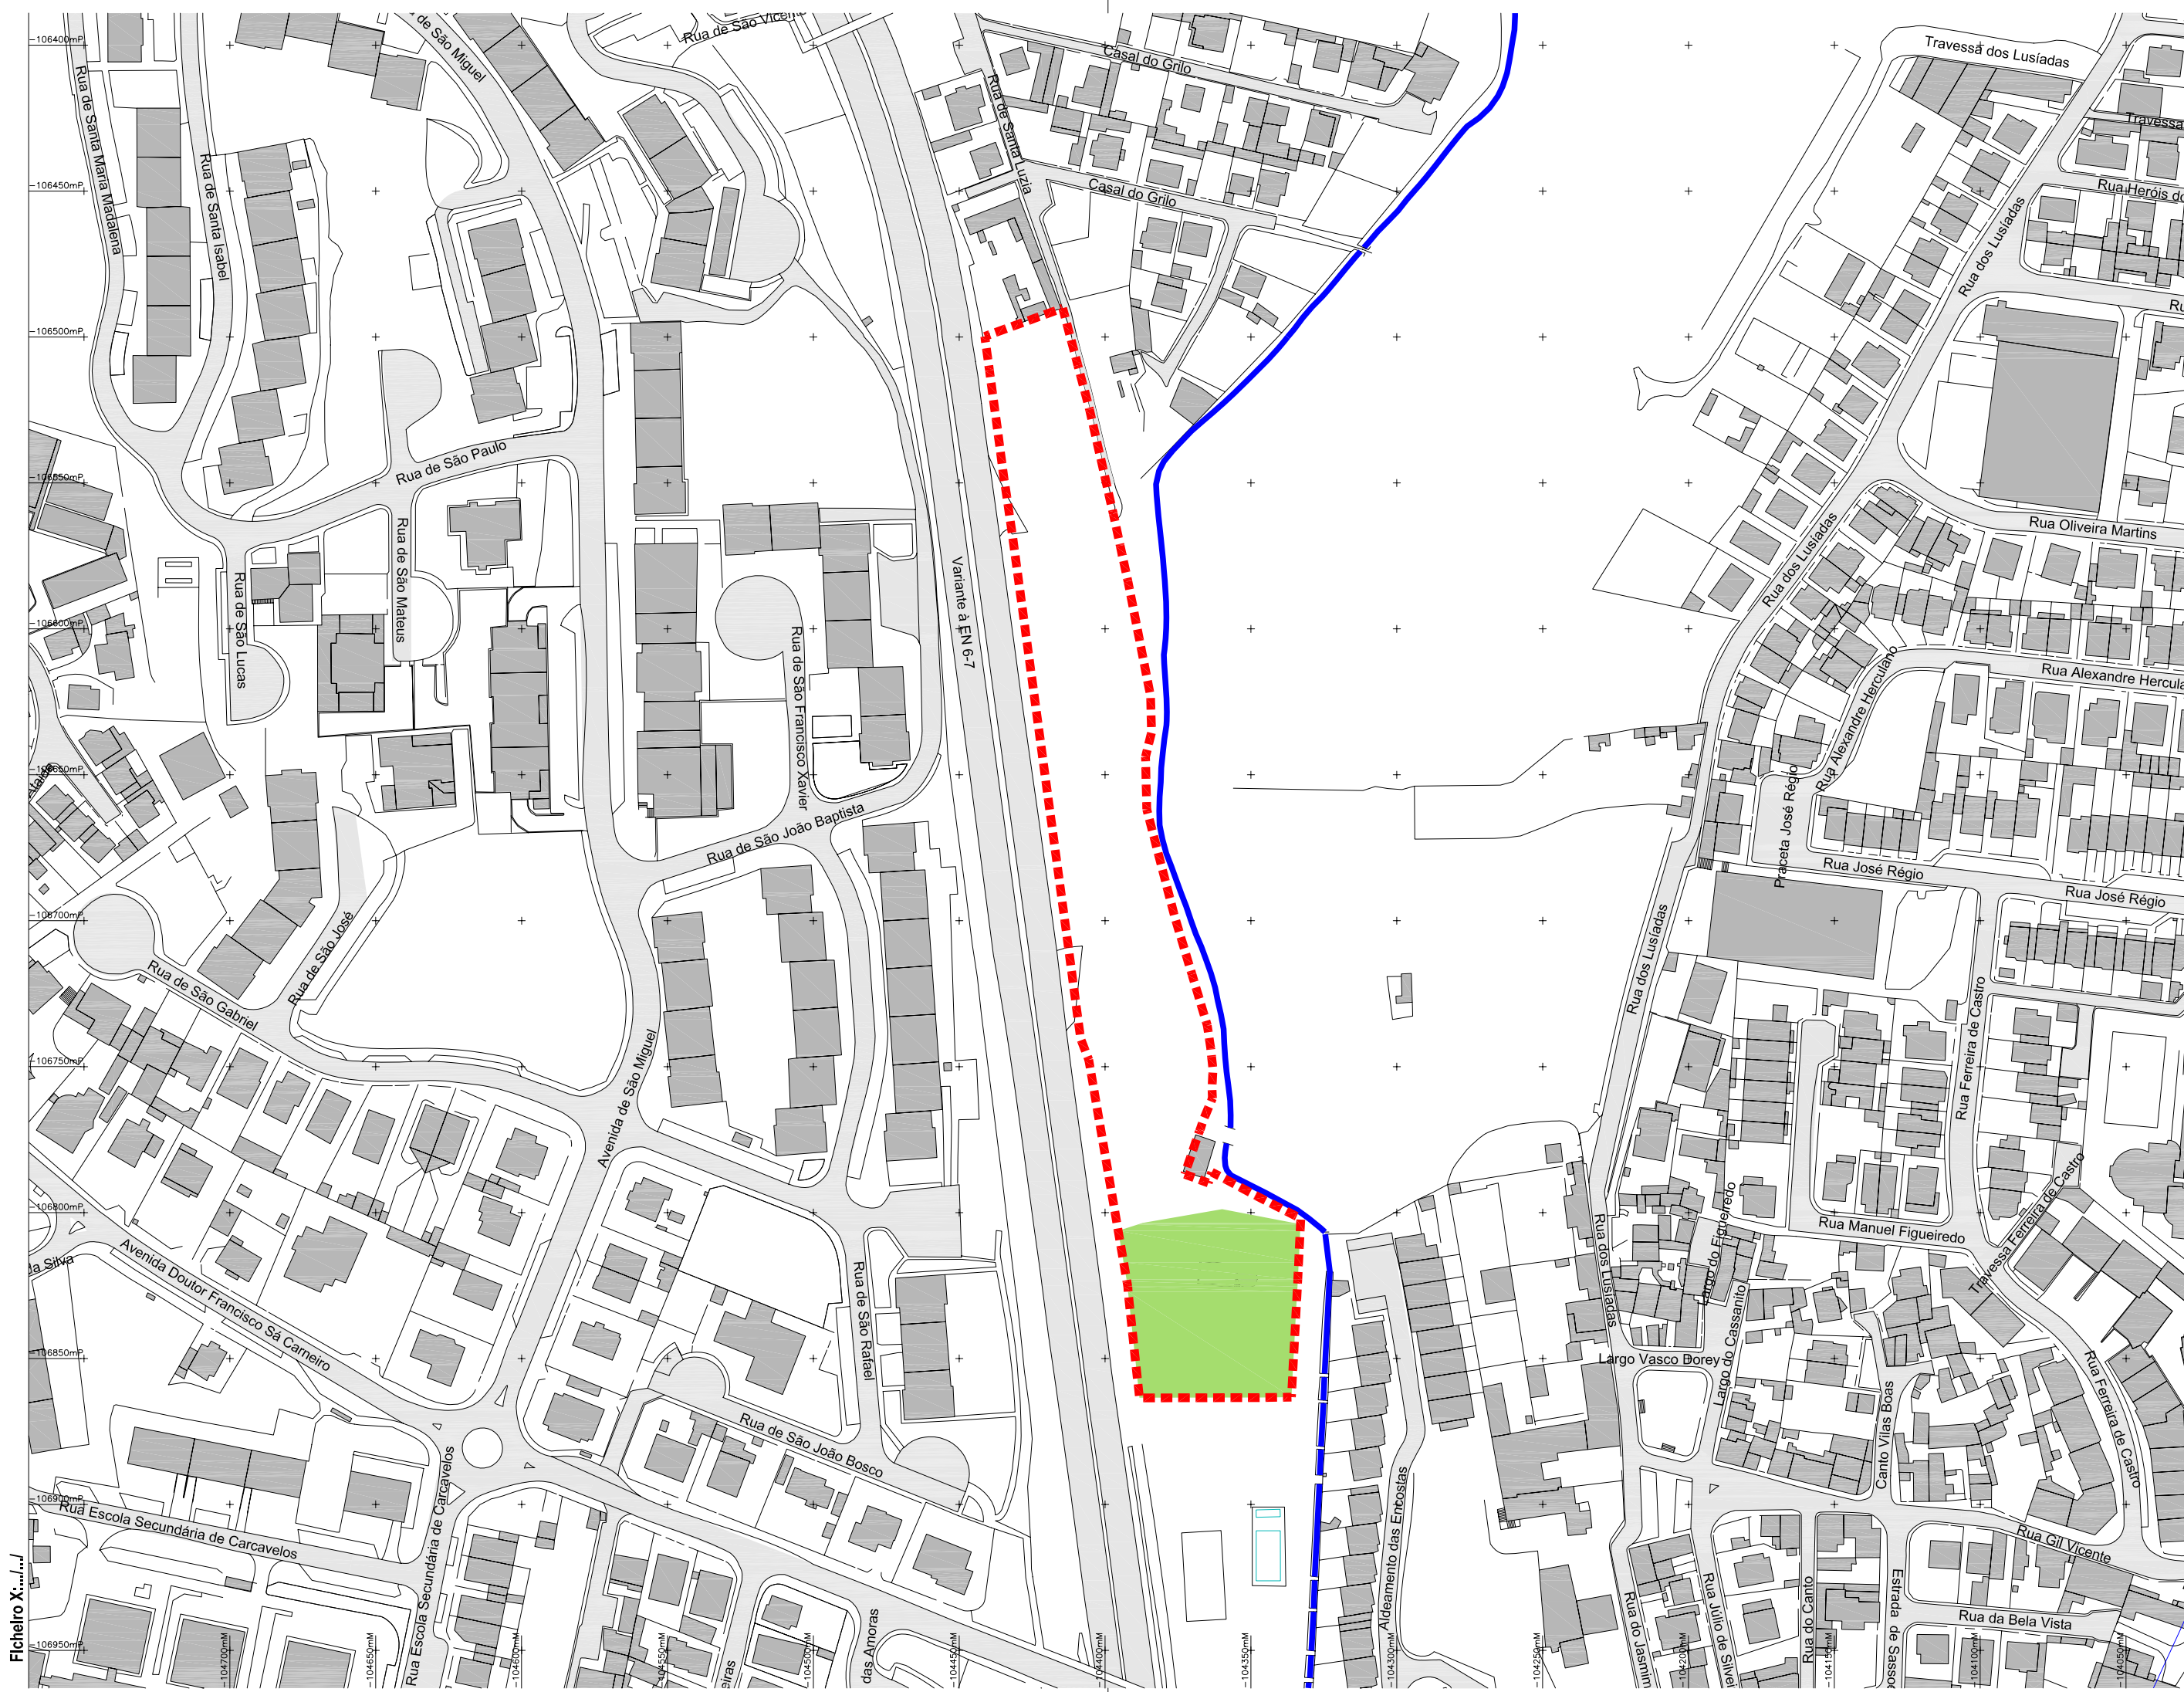 Rua de São Vicente
Rua de São Miguel
-106400mP
Casal do Grilo
Travessa dos Lusíadas
Rua de Santa Maria Madalena
Rua de Santa Isabel
Rua de Santa Luzia
Travessa
-106450mP
Casal do Grilo
Rua Heróis do
Rua dos Lusíadas
-106500mP
Rua de São Paulo
-106550mP
Rua Oliveira Martins
Rua dos Lusíadas
Rua de São Mateus
Rua de São Lucas
Variante à EN 6-7
-106600mP
Rua de São Francisco Xavier
Rua Alexandre Hercula
Rua Alexandre Herculano
-106650mP
Praceta José Régio
Rua de São João Baptista
Rua José Régio
Rua José Régio
-106700mP
Rua de São José
Rua dos Lusíadas
Rua de São Gabriel
Rua Ferreira de Castro
-106750mP
Avenida de São Miguel
Travessa Ferreira de Castro
-106800mP
Rua Manuel Figueiredo
Largo do Figueiredo
Rua dos Lusíadas
da Silva
Avenida Doutor Francisco Sá Carneiro
Rua de São Rafael
Largo do Cassanito
-106850mP
Largo Vasco Dorey
Rua Ferreira de Castro
Canto Vilas Boas
Rua de São João Bosco
-106900mP
Rua Escola Secundária de Carcavelos
Rua Escola Secundária de Carcavelos
Aldeamento das Encostas
Rua Gil Vicente
Ficheiro X:.../.../
Rua do Jasmim
Rua Júlio de Silvei
Rua do Canto
Estrada de Sasso
Rua da Bela Vista
-106950mP
das Amoras
eiras
-104700mM
-104650mM
-104600mM
-104550mM
-104500mM
-104450mM
-104400mM
-104350mM
-104300mM
-104250mM
-104200mM
-104150mM
-104100mM
-104050mM